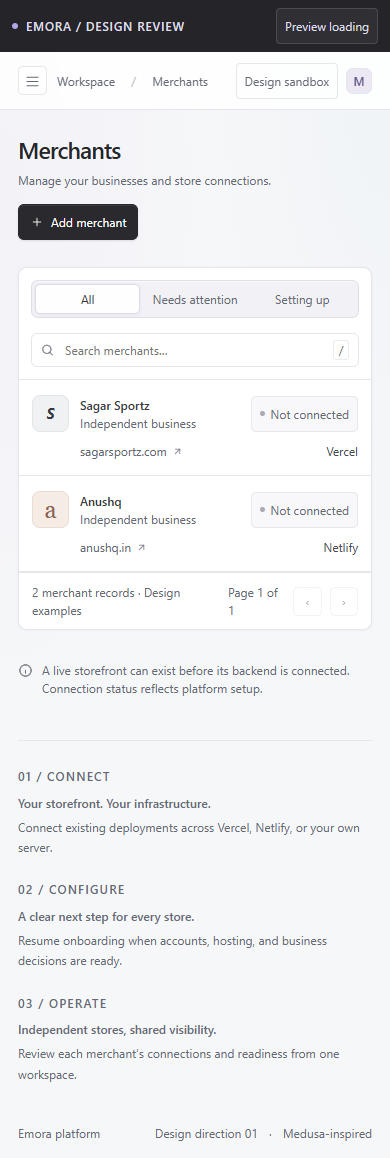 EMORA / DESIGN REVIEW
Preview loading
Workspace / Merchants
Design sandbox
M
Merchants
Manage your businesses and store connections.
+ Add merchant
All
Needs attention
Setting up
Search merchants...
/
S
Sagar Sportz
Independent business
Not connected
sagarsportz.com ↗
Vercel
a
Anushq
Independent business
Not connected
anushq.in ↗
Netlify
2 merchant records · Design
examples
Page 1 of
1
‹
›
A live storefront can exist before its backend is connected.
Connection status reflects platform setup.
01 / CONNECT
Your storefront. Your infrastructure.
Connect existing deployments across Vercel, Netlify, or your own
server.
02 / CONFIGURE
A clear next step for every store.
Resume onboarding when accounts, hosting, and business
decisions are ready.
03 / OPERATE
Independent stores, shared visibility.
Review each merchant's connections and readiness from one
workspace.
Emora platform
Design direction 01 · Medusa-inspired